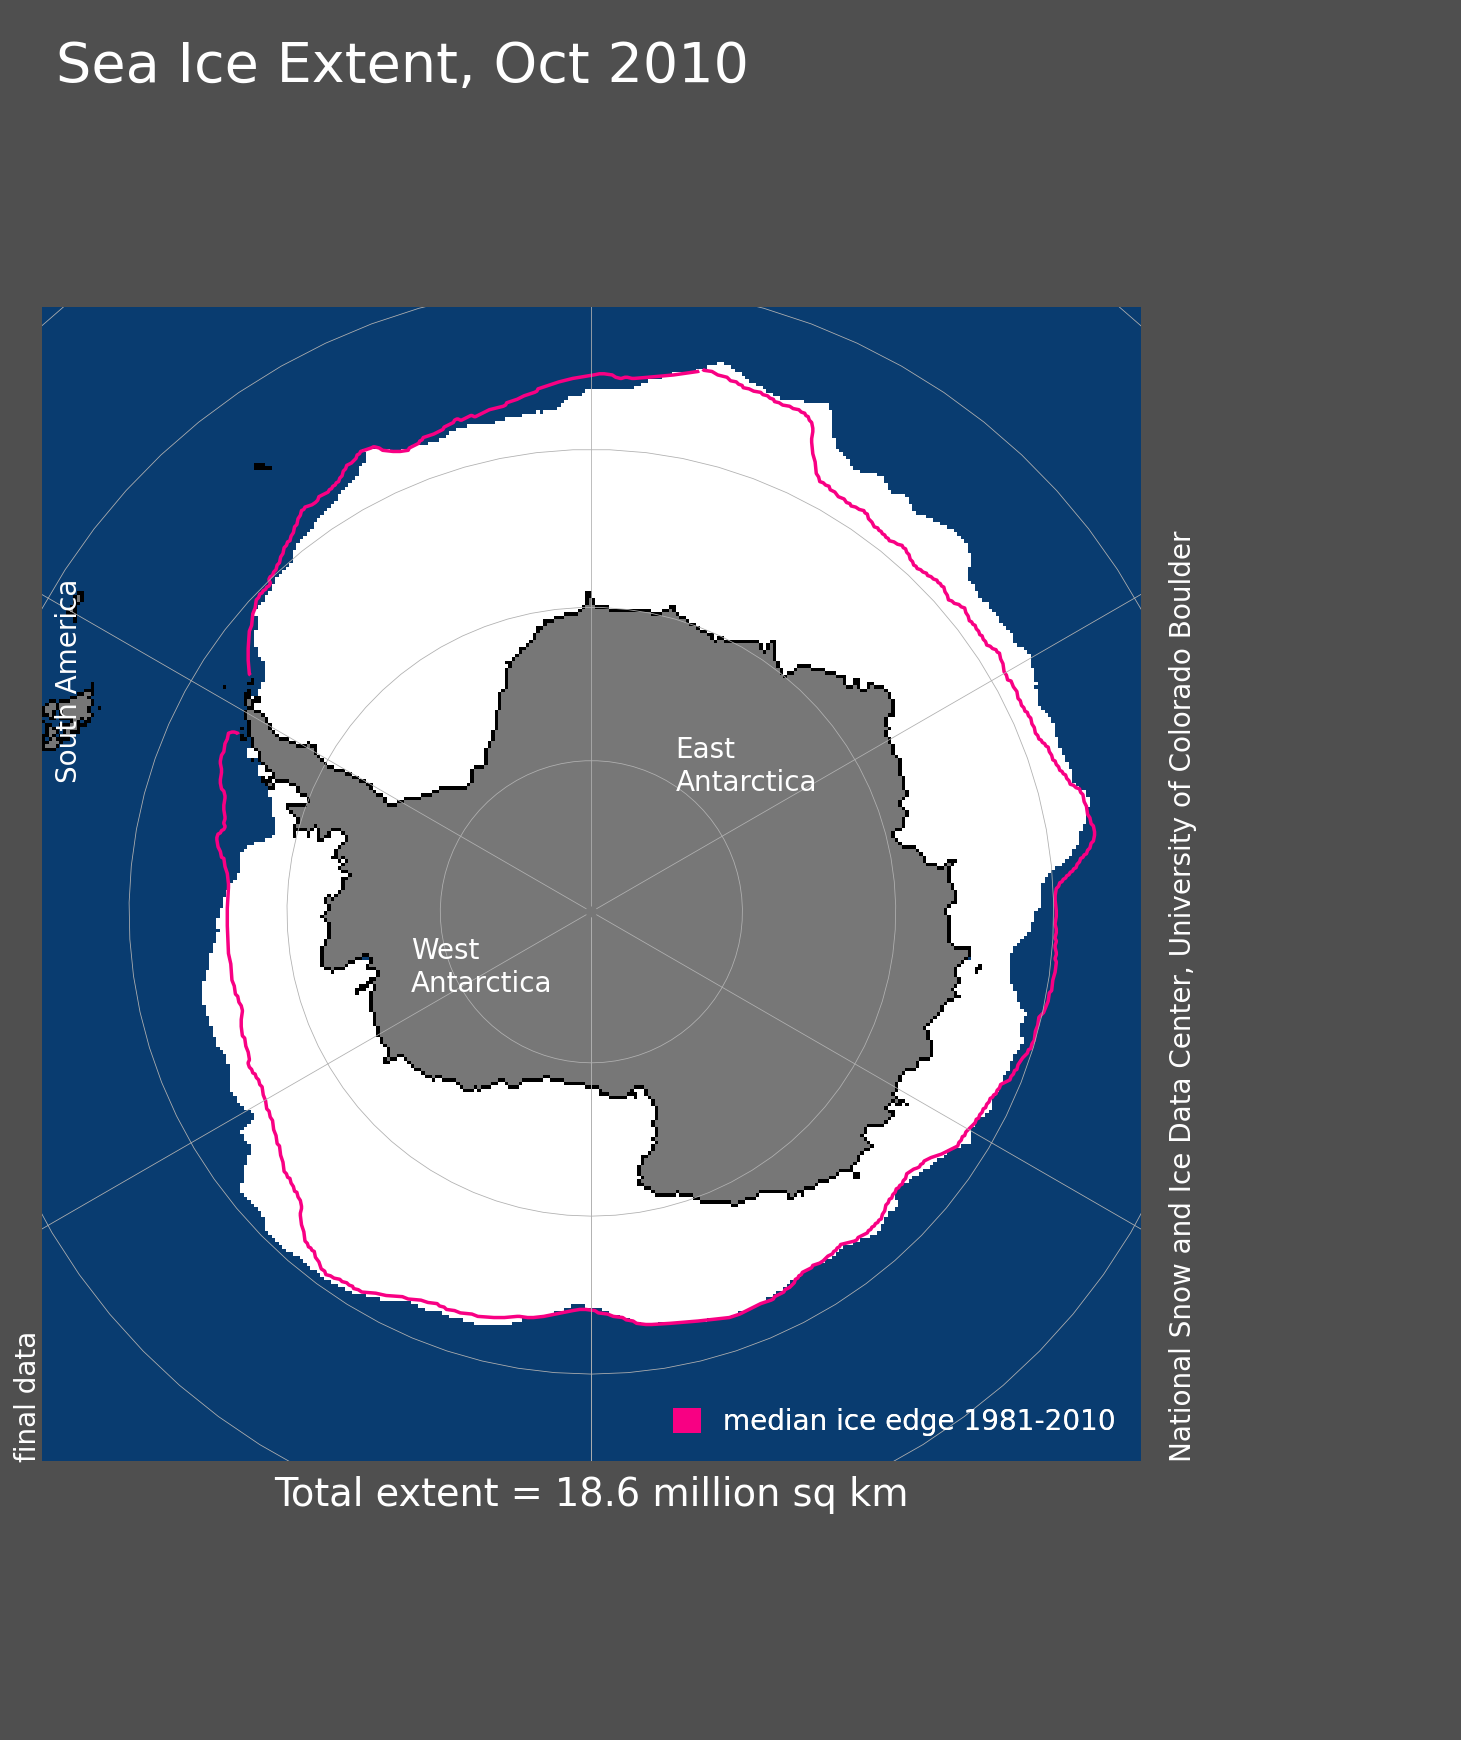 Sea Ice Extent, Oct 2010
South America
East
Antarctica
West
Antarctica
National Snow and Ice Data Center, University of Colorado Boulder
final data
median ice edge 1981-2010
Total extent = 18.6 million sq km